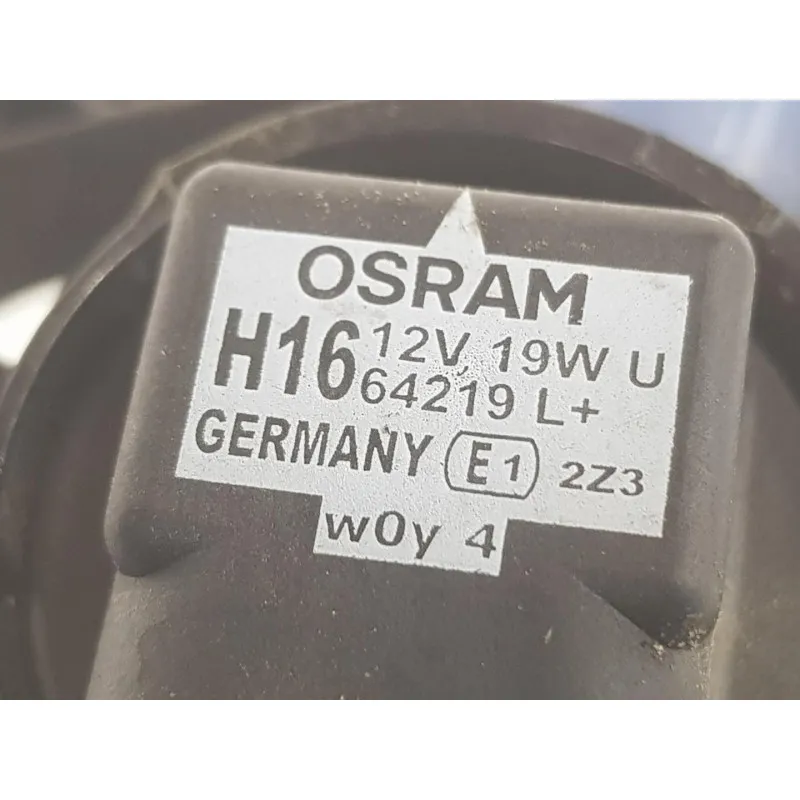 OSRAM
H16 12V 19W U
64219 L+
GERMANY E1 2Z3
w0y 4